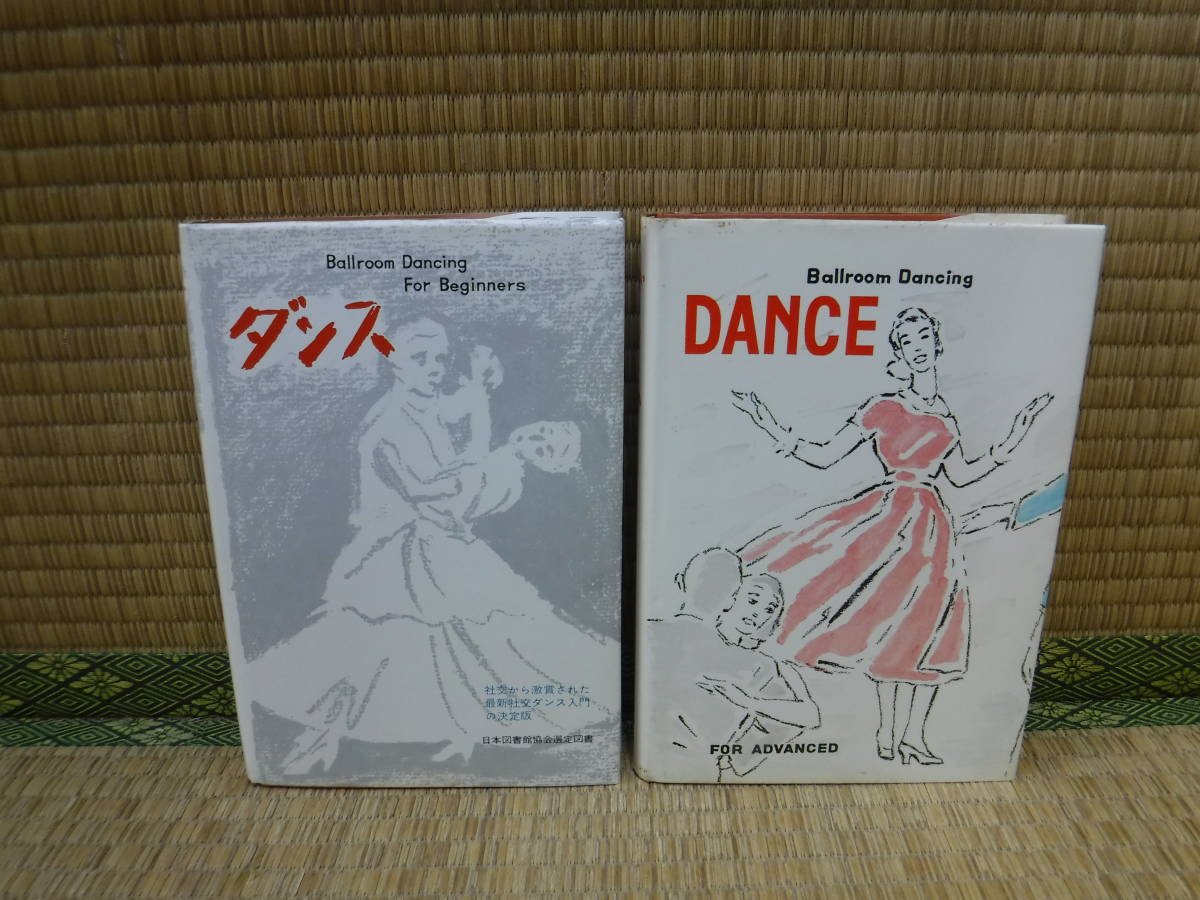 Ballroom Dancing
For Beginners
ダンス
社交から激賞された
最新社交ダンス入門
の決定版
日本図書館協会選定図書
Ballroom Dancing
DANCE
FOR ADVANCED